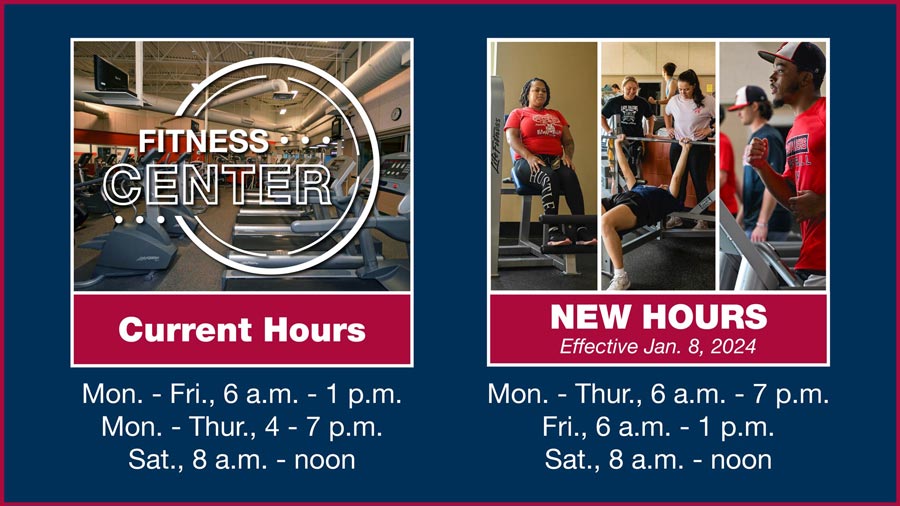 FITNESS
CENTER
Current Hours
Mon. - Fri., 6 a.m. - 1 p.m.
Mon. - Thur., 4 - 7 p.m.
Sat., 8 a.m. - noon
HUSTLE
NEW HOURS
Effective Jan. 8, 2024
Mon. - Thur., 6 a.m. - 7 p.m.
Fri., 6 a.m. - 1 p.m.
Sat., 8 a.m. - noon